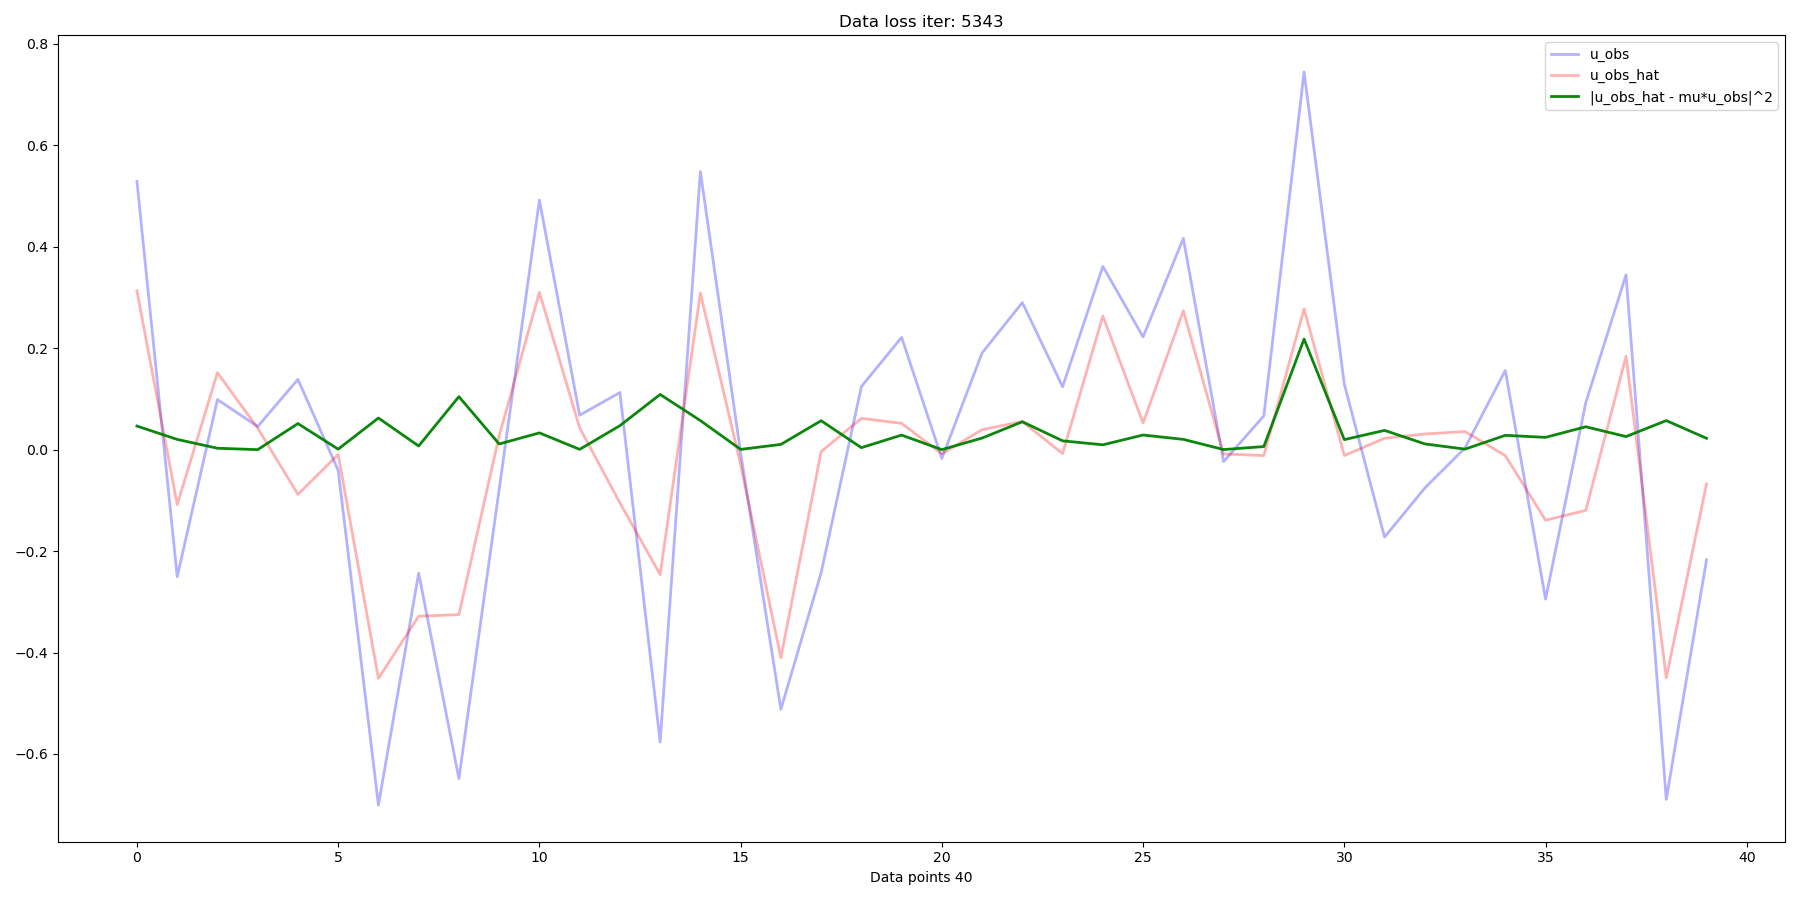 Data loss iter: 5343
u_obs
u_obs_hat
|u_obs_hat - mu*u_obs|^2
0.8
0.6
0.4
0.2
0.0
−0.2
−0.4
−0.6
0 5 10 15 20 25 30 35 40
Data points 40